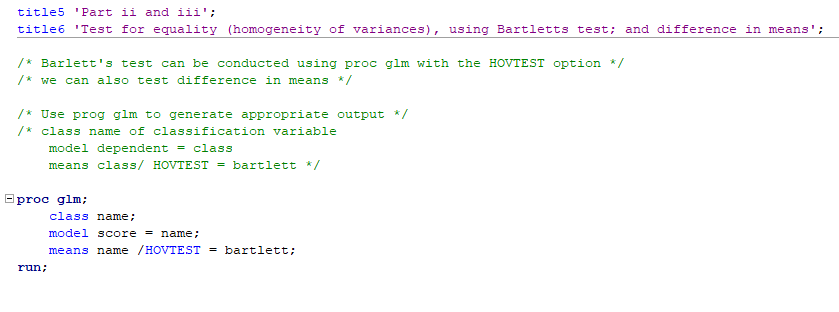 title5 'Part ii and iii';
title6 'Test for equality (homogeneity of variances), using Bartletts test; and difference in means';
/* Barlett's test can be conducted using proc glm with the HOVTEST option */
/* we can also test difference in means */
/* Use prog glm to generate appropriate output */
/* class name of classification variable
model dependent = class
means class/ HOVTEST = bartlett */
proc glm;
class name;
model score = name;
means name /HOVTEST = bartlett;
run;